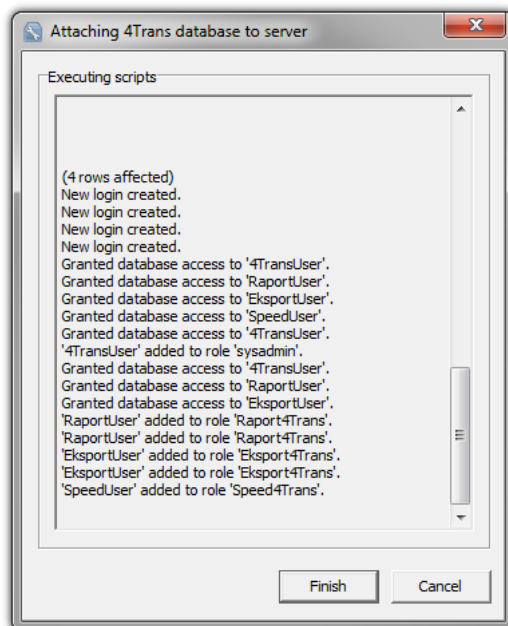 Attaching 4Trans database to server
Executing scripts
(4 rows affected)
New login created.
New login created.
New login created.
New login created.
Granted database access to '4TransUser'.
Granted database access to 'RaportUser'.
Granted database access to 'EksportUser'.
Granted database access to 'SpeedUser'.
Granted database access to '4TransUser'.
'4TransUser' added to role 'sysadmin'.
Granted database access to '4TransUser'.
Granted database access to 'RaportUser'.
Granted database access to 'EksportUser'.
'RaportUser' added to role 'Raport4Trans'.
'RaportUser' added to role 'Raport4Trans'.
'EksportUser' added to role 'Eksport4Trans'.
'EksportUser' added to role 'Eksport4Trans'.
'SpeedUser' added to role 'Speed4Trans'.
Finish
Cancel